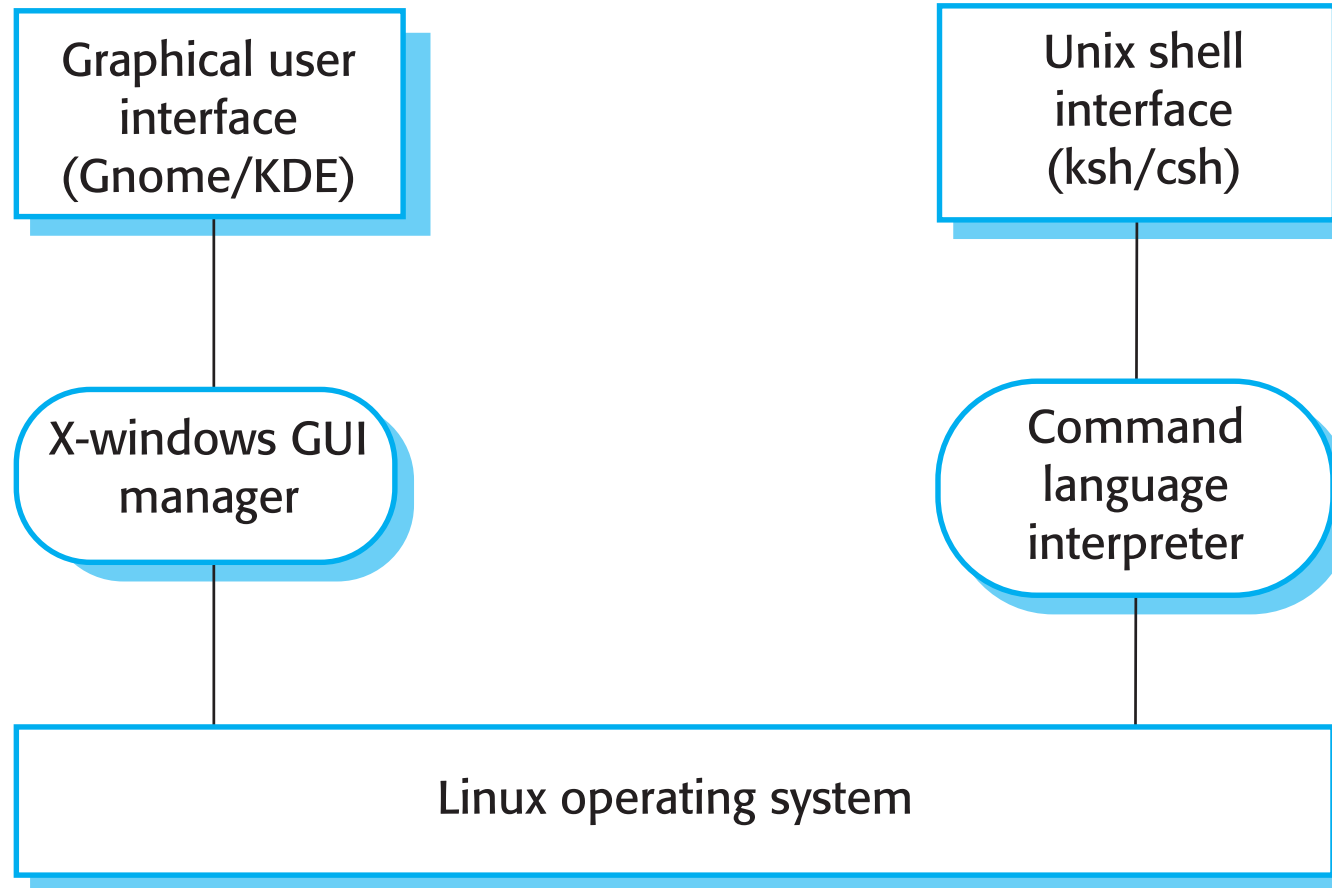 Graphical user
interface
(Gnome/KDE)
Unix shell
interface
(ksh/csh)
X-windows GUI
manager
Command
language
interpreter
Linux operating system